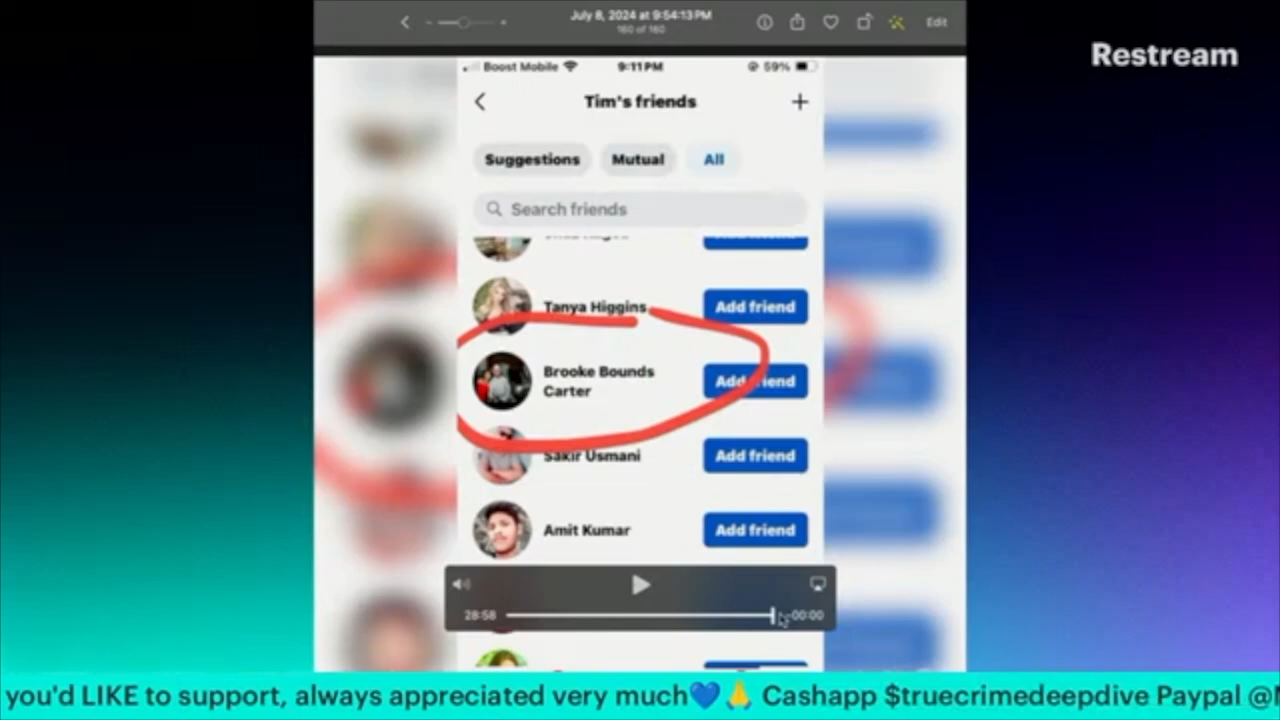 July 8, 2024 at 9:54:13 PM
160 of 160
Edit
Restream
Boost Mobile
9:11 PM
59%
Tim's friends
Suggestions
Mutual
All
Search friends
Tanya Higgins
Add friend
Brooke Bounds
Carter
Add friend
Sakir Usmani
Add friend
Amit Kumar
Add friend
28:58
-00:00
you'd LIKE to support, always appreciated very much💙🙏 Cashapp $truecrimedeepdive Paypal